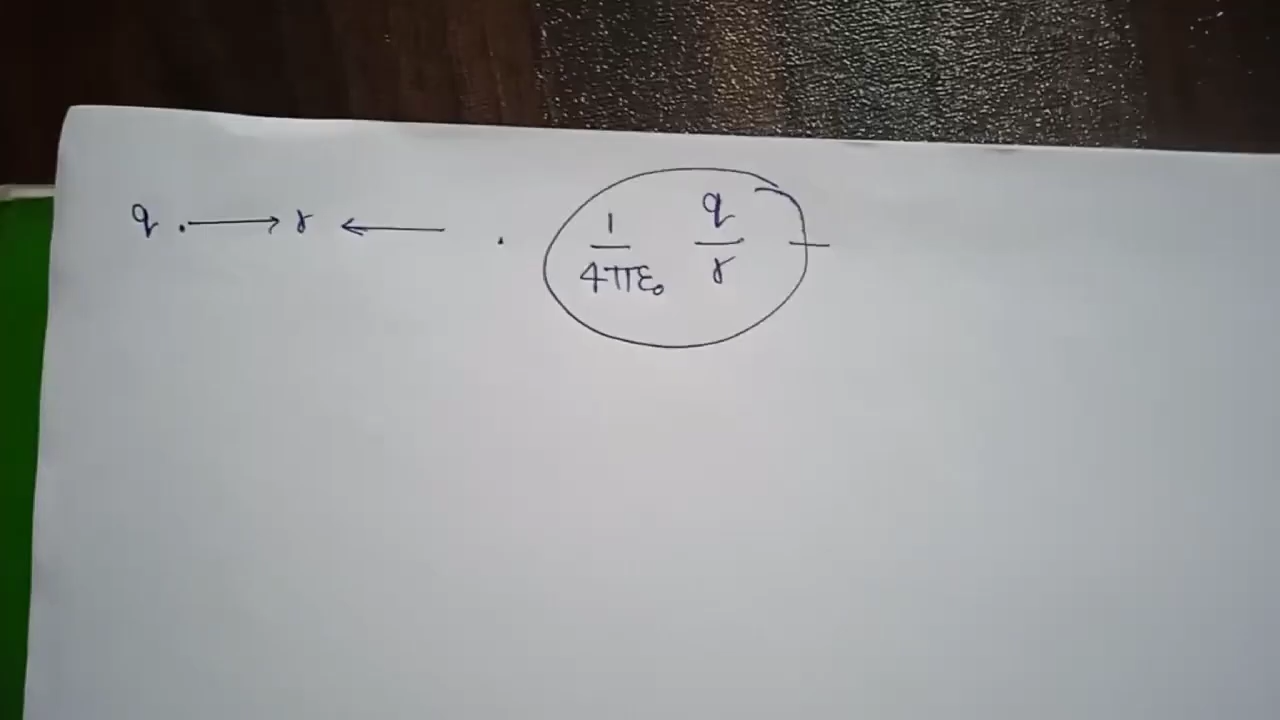 q . ⟶ r ⟵ . 1/4πε₀ q/r